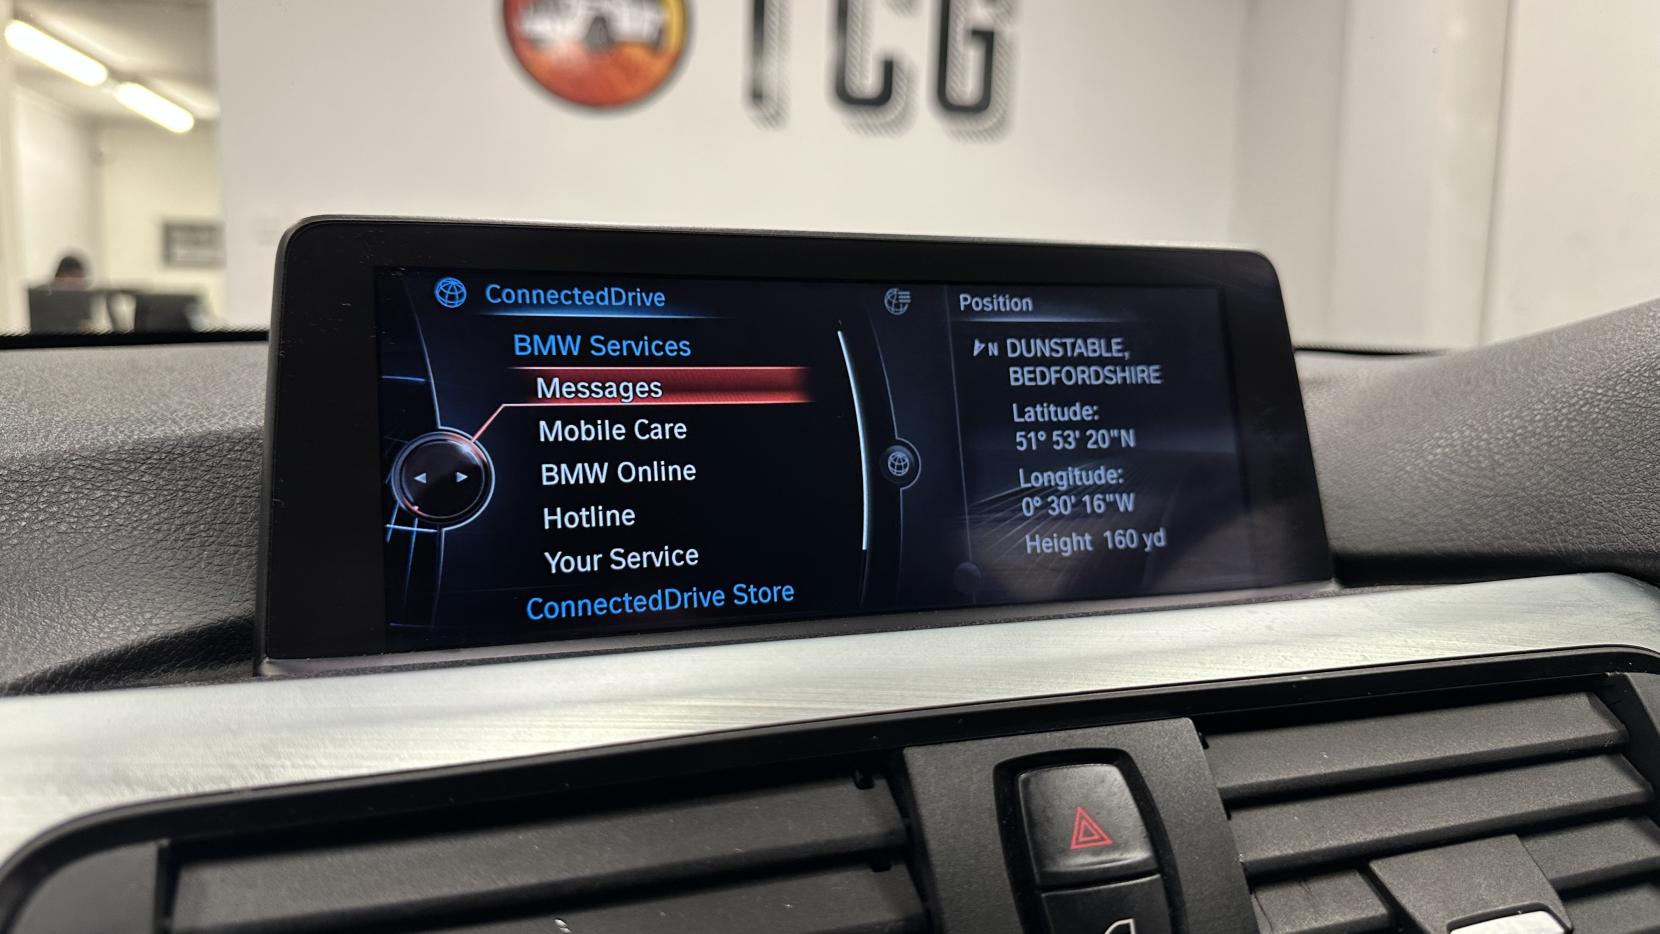 TCG
ConnectedDrive
BMW Services
Messages
Mobile Care
BMW Online
Hotline
Your Service
ConnectedDrive Store
Position
N DUNSTABLE,
BEDFORDSHIRE
Latitude:
51° 53' 20"N
Longitude:
0° 30' 16"W
Height 160 yd